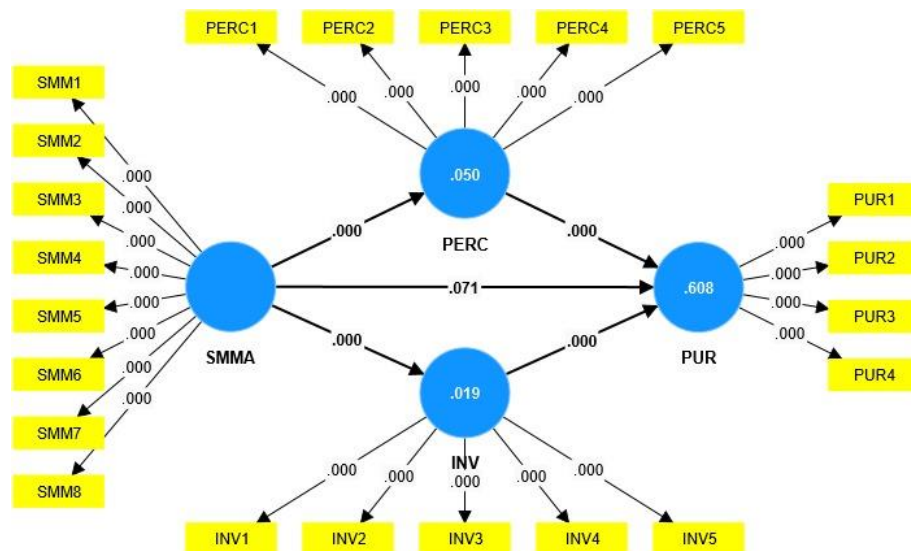 PERC1 PERC2 PERC3 PERC4 PERC5
.000 .000 .000 .000 .000
SMM1
SMM2
SMM3
SMM4
SMM5
SMM6
SMM7
SMM8
.000
.000
.000
.000
.000
.000
.000
.000
SMMA
.050
PERC
.000
.000
.071
.000
.000
.019
INV
.608
PUR
.000
.000
.000
.000
PUR1
PUR2
PUR3
PUR4
.000 .000 .000 .000 .000
INV1 INV2 INV3 INV4 INV5